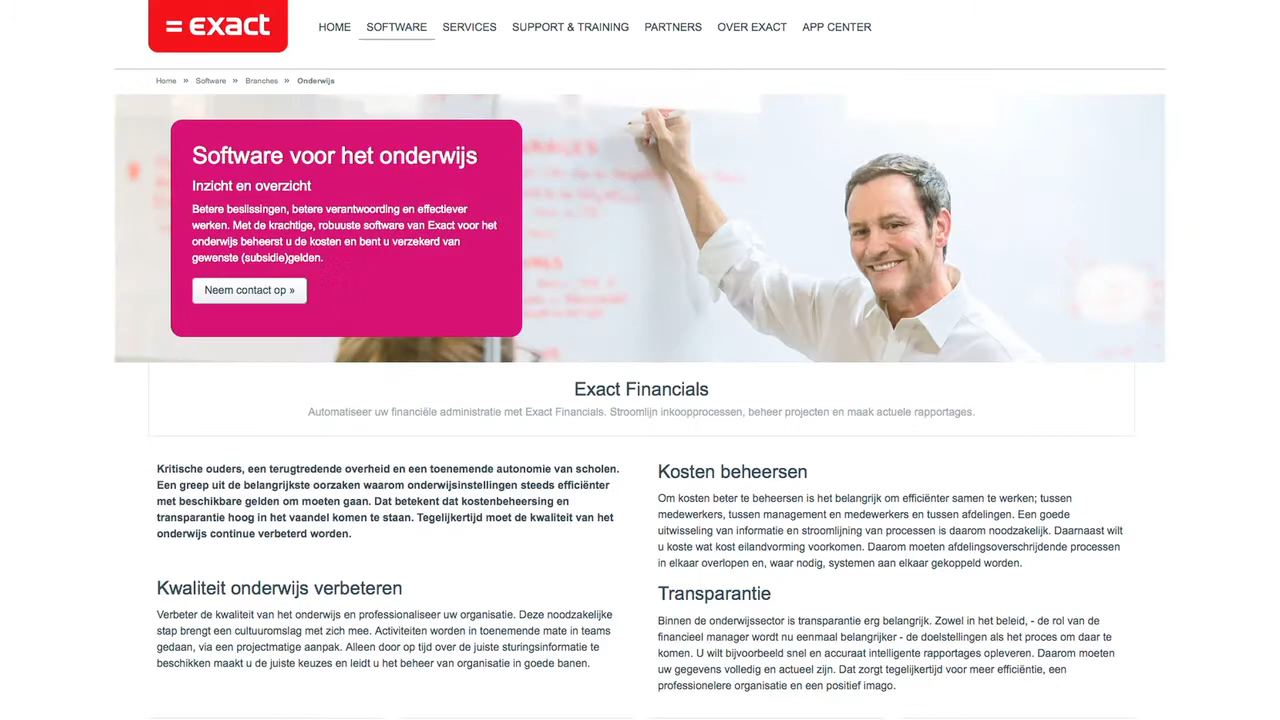 = exact
HOME SOFTWARE SERVICES SUPPORT & TRAINING PARTNERS OVER EXACT APP CENTER
Home » Software » Branches » Onderwijs
Software voor het onderwijs
Inzicht en overzicht
Betere beslissingen, betere verantwoording en effectiever
werken. Met de krachtige, robuuste software van Exact voor het
onderwijs beheerst u de kosten en bent u verzekerd van
gewenste (subsidie)gelden.
Neem contact op »
Exact Financials
Automatiseer uw financiële administratie met Exact Financials. Stroomlijn inkoopprocessen, beheer projecten en maak actuele rapportages.
Kritische ouders, een terugtredende overheid en een toenemende autonomie van scholen.
Een greep uit de belangrijkste oorzaken waarom onderwijsinstellingen steeds efficiënter
met beschikbare gelden om moeten gaan. Dat betekent dat kostenbeheersing en
transparantie hoog in het vaandel komen te staan. Tegelijkertijd moet de kwaliteit van het
onderwijs continue verbeterd worden.
Kwaliteit onderwijs verbeteren
Verbeter de kwaliteit van het onderwijs en professionaliseer uw organisatie. Deze noodzakelijke
stap brengt een cultuuromslag met zich mee. Activiteiten worden in toenemende mate in teams
gedaan, via een projectmatige aanpak. Alleen door op tijd over de juiste sturingsinformatie te
beschikken maakt u de juiste keuzes en leidt u het beheer van organisatie in goede banen.
Kosten beheersen
Om kosten beter te beheersen is het belangrijk om efficiënter samen te werken; tussen
medewerkers, tussen management en medewerkers en tussen afdelingen. Een goede
uitwisseling van informatie en stroomlijning van processen is daarom noodzakelijk. Daarnaast wilt
u koste wat kost eilandvorming voorkomen. Daarom moeten afdelingsoverschrijdende processen
in elkaar overlopen en, waar nodig, systemen aan elkaar gekoppeld worden.
Transparantie
Binnen de onderwijssector is transparantie erg belangrijk. Zowel in het beleid, - de rol van de
financieel manager wordt nu eenmaal belangrijker - de doelstellingen als het proces om daar te
komen. U wilt bijvoorbeeld snel en accuraat intelligente rapportages opleveren. Daarom moeten
uw gegevens volledig en actueel zijn. Dat zorgt tegelijkertijd voor meer efficiëntie, een
professionelere organisatie en een positief imago.